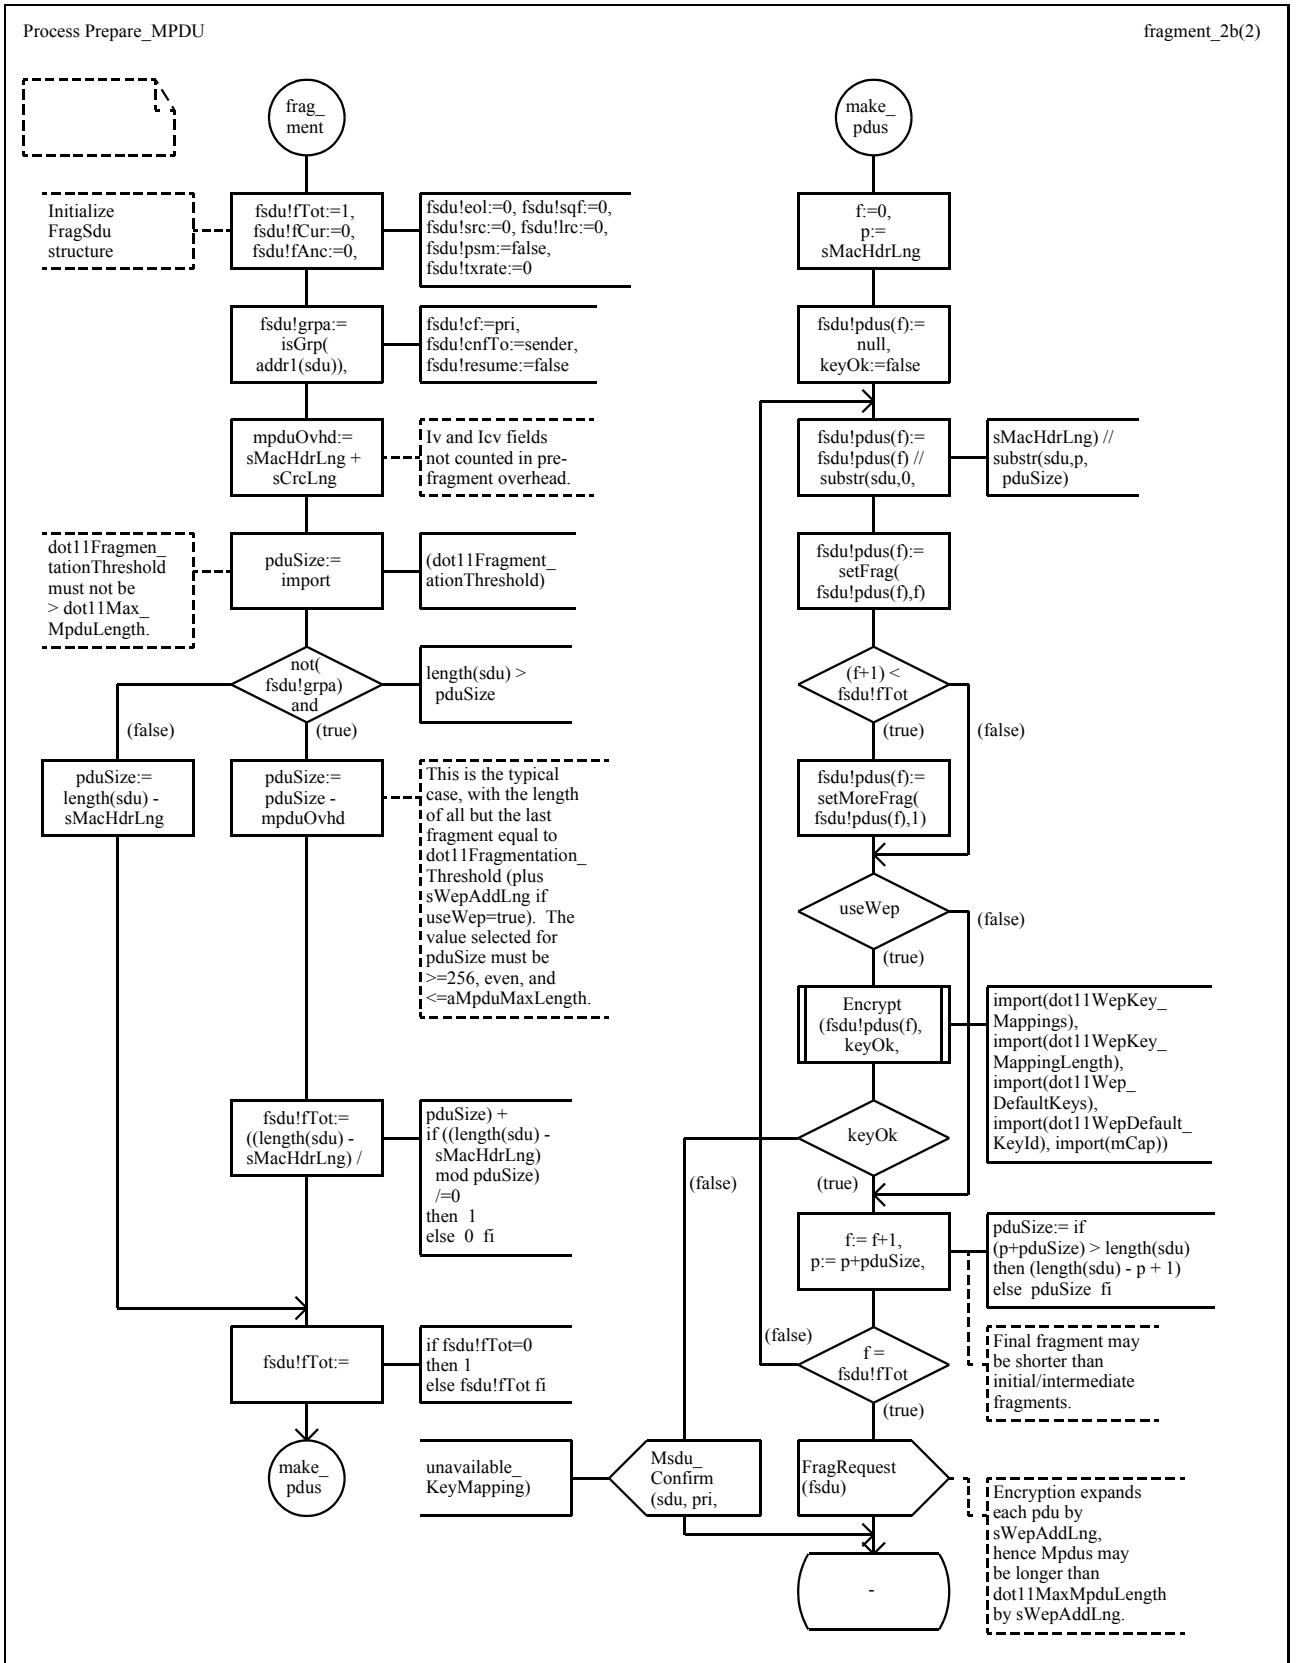 Process Prepare_MPDU
fragment_2b(2)
frag_
ment
Initialize
FragSdu
structure
fsdu!fTot:=1,
fsdu!fCur:=0,
fsdu!fAnc:=0,
fsdu!eol:=0, fsdu!sqf:=0,
fsdu!src:=0, fsdu!lrc:=0,
fsdu!psm:=false,
fsdu!txrate:=0
fsdu!grpa:=
isGrp(
addr1(sdu)),
fsdu!cf:=pri,
fsdu!cnfTo:=sender,
fsdu!resume:=false
mpduOvhd:=
sMacHdrLng +
sCrcLng
Iv and Icv fields
not counted in pre-
fragment overhead.
dot11Fragmen_
tationThreshold
must not be
> dot11Max_
MpduLength.
pduSize:=
import
(dot11Fragment_
ationThreshold)
not(
fsdu!grpa)
and
length(sdu) >
pduSize
(false)
(true)
pduSize:=
length(sdu) -
sMacHdrLng
pduSize:=
pduSize -
mpduOvhd
This is the typical
case, with the length
of all but the last
fragment equal to
dot11Fragmentation_
Threshold (plus
sWepAddLng if
useWep=true).  The
value selected for
pduSize must be
>=256, even, and
<=aMpduMaxLength.
fsdu!fTot:=
((length(sdu) -
sMacHdrLng) /
pduSize) +
if ((length(sdu) -
sMacHdrLng)
mod pduSize)
/=0
then  1
else  0  fi
fsdu!fTot:=
if fsdu!fTot=0
then 1
else fsdu!fTot fi
make_
pdus
make_
pdus
f:=0,
p:=
sMacHdrLng
fsdu!pdus(f):=
null,
keyOk:=false
fsdu!pdus(f):=
fsdu!pdus(f) //
substr(sdu,0,
sMacHdrLng) //
substr(sdu,p,
pduSize)
fsdu!pdus(f):=
setFrag(
fsdu!pdus(f),f)
(f+1) <
fsdu!fTot
(true)
(false)
fsdu!pdus(f):=
setMoreFrag(
fsdu!pdus(f),1)
useWep
(false)
(true)
Encrypt
(fsdu!pdus(f),
keyOk,
import(dot11WepKey_
Mappings),
import(dot11WepKey_
MappingLength),
import(dot11Wep_
DefaultKeys),
import(dot11WepDefault_
KeyId), import(mCap))
keyOk
(false)
(true)
f:= f+1,
p:= p+pduSize,
pduSize:= if
(p+pduSize) > length(sdu)
then (length(sdu) - p + 1)
else  pduSize  fi
Final fragment may
be shorter than
initial/intermediate
fragments.
(false)
f =
fsdu!fTot
(true)
unavailable_
KeyMapping)
Msdu_
Confirm
(sdu, pri,
FragRequest
(fsdu)
Encryption expands
each pdu by
sWepAddLng,
hence Mpdus may
be longer than
dot11MaxMpduLength
by sWepAddLng.
-